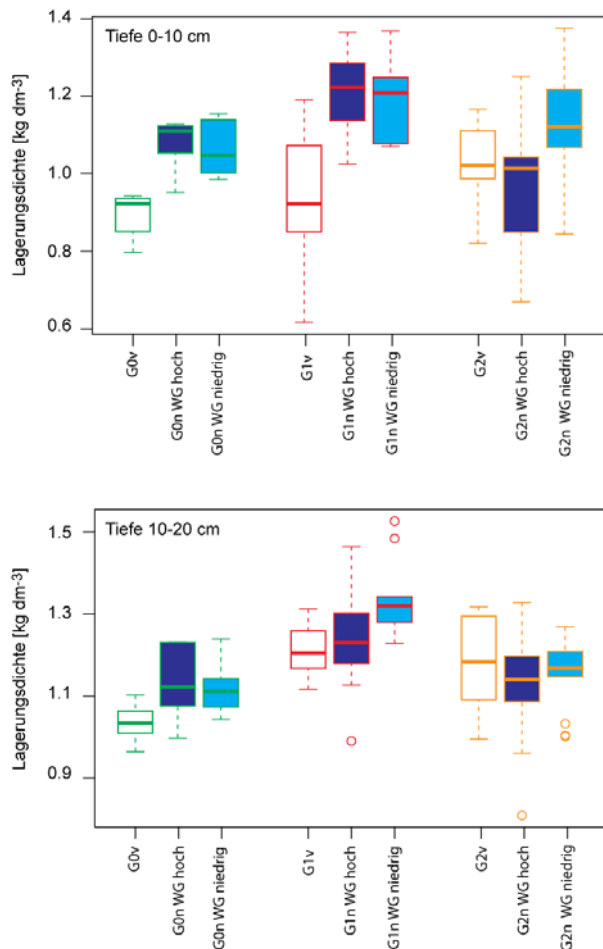 Tiefe 0-10 cm
Lagerungsdichte [kg dm-3]
1.4
1.2
1.0
0.8
0.6
G0v
G0n WG hoch
G0n WG niedrig
G1v
G1n WG hoch
G1n WG niedrig
G2v
G2n WG hoch
G2n WG niedrig
Tiefe 10-20 cm
Lagerungsdichte [kg dm-3]
1.5
1.3
1.1
0.9
G0v
G0n WG hoch
G0n WG niedrig
G1v
G1n WG hoch
G1n WG niedrig
G2v
G2n WG hoch
G2n WG niedrig